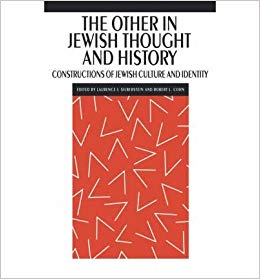 THE OTHER IN
JEWISH THOUGHT
AND HISTORY
CONSTRUCTIONS OF JEWISH CULTURE AND IDENTITY
EDITED BY LAURENCE J. SILBERSTEIN AND ROBERT L. COHN